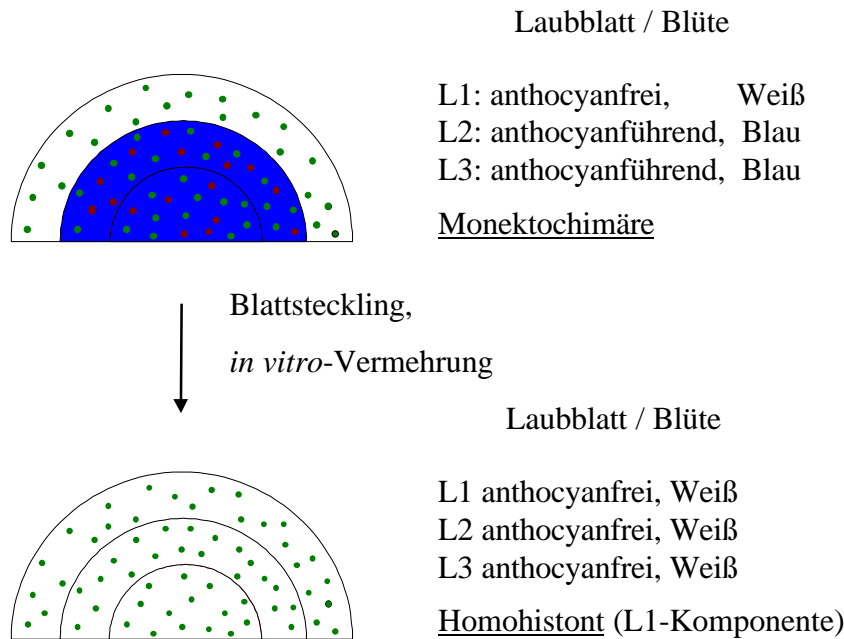 Laubblatt / Blüte
L1: anthocyanfrei, Weiß
L2: anthocyanführend, Blau
L3: anthocyanführend, Blau
Monektochimäre
Blattsteckling,
in vitro-Vermehrung
Laubblatt / Blüte
L1 anthocyanfrei, Weiß
L2 anthocyanfrei, Weiß
L3 anthocyanfrei, Weiß
Homohistont (L1-Komponente)